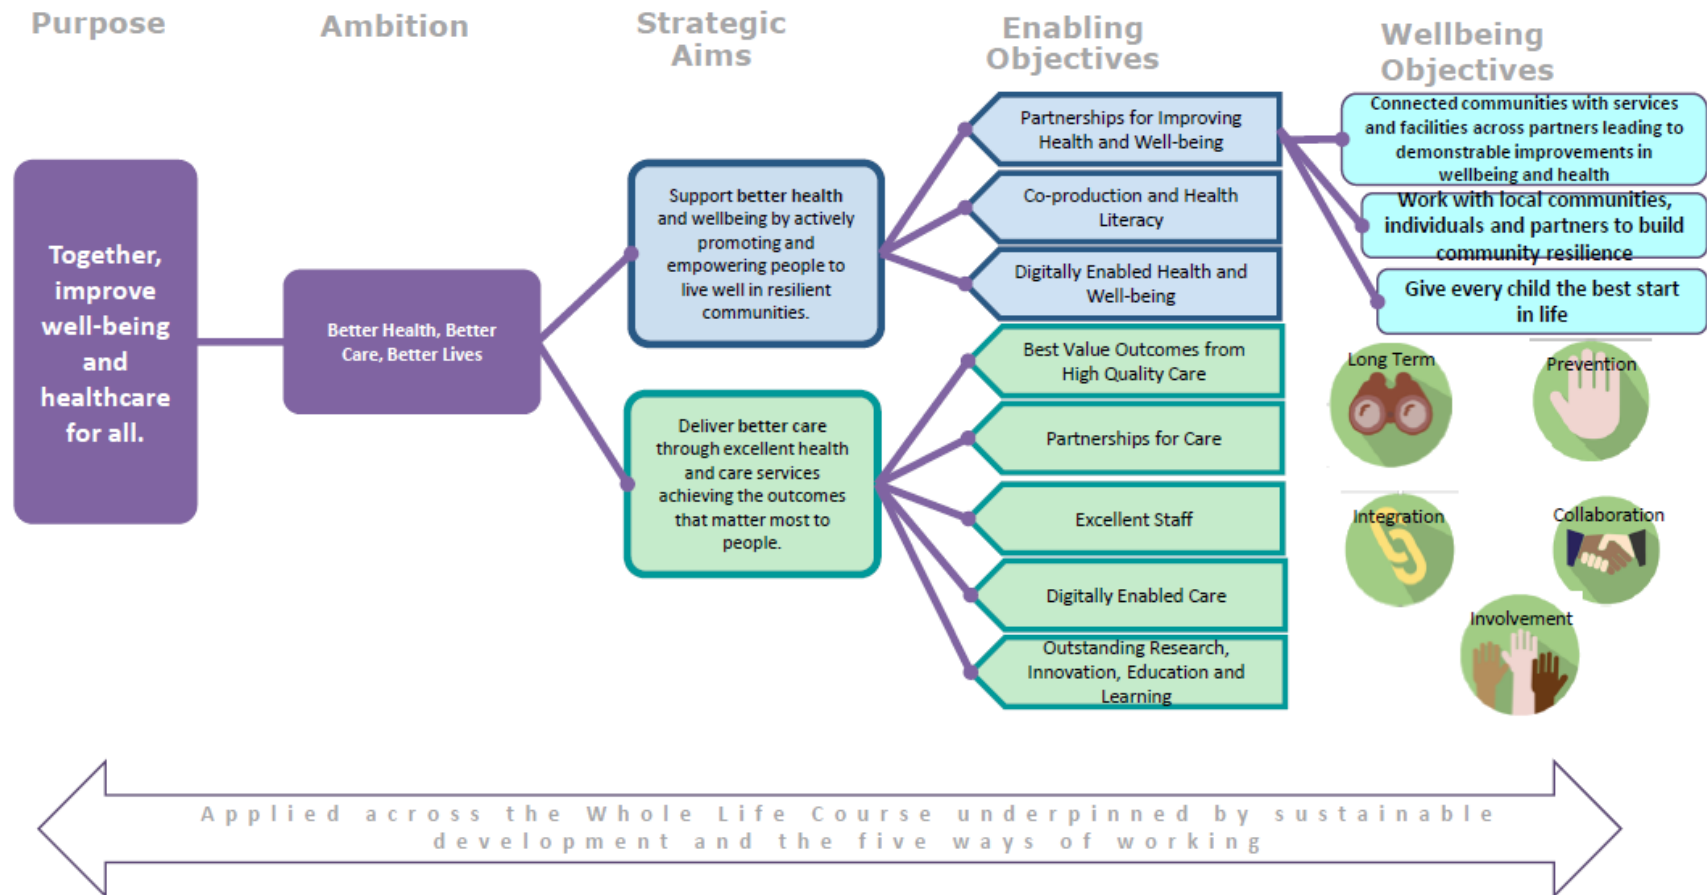 Purpose
Ambition
Strategic
Aims
Enabling
Objectives
Wellbeing
Objectives
Together,
improve
well-being
and
healthcare
for all.
Better Health, Better
Care, Better Lives
Support better health
and wellbeing by actively
promoting and
empowering people to
live well in resilient
communities.
Deliver better care
through excellent health
and care services
achieving the outcomes
that matter most to
people.
Partnerships for Improving
Health and Well-being
Co-production and Health
Literacy
Digitally Enabled Health and
Well-being
Best Value Outcomes from
High Quality Care
Partnerships for Care
Excellent Staff
Digitally Enabled Care
Outstanding Research,
Innovation, Education and
Learning
Connected communities with services
and facilities across partners leading to
demonstrable improvements in
wellbeing and health
Work with local communities,
individuals and partners to build
community resilience
Give every child the best start
in life
Long Term
Prevention
Integration
Collaboration
Involvement
Applied across the Whole Life Course underpinned by sustainable
development and the five ways of working